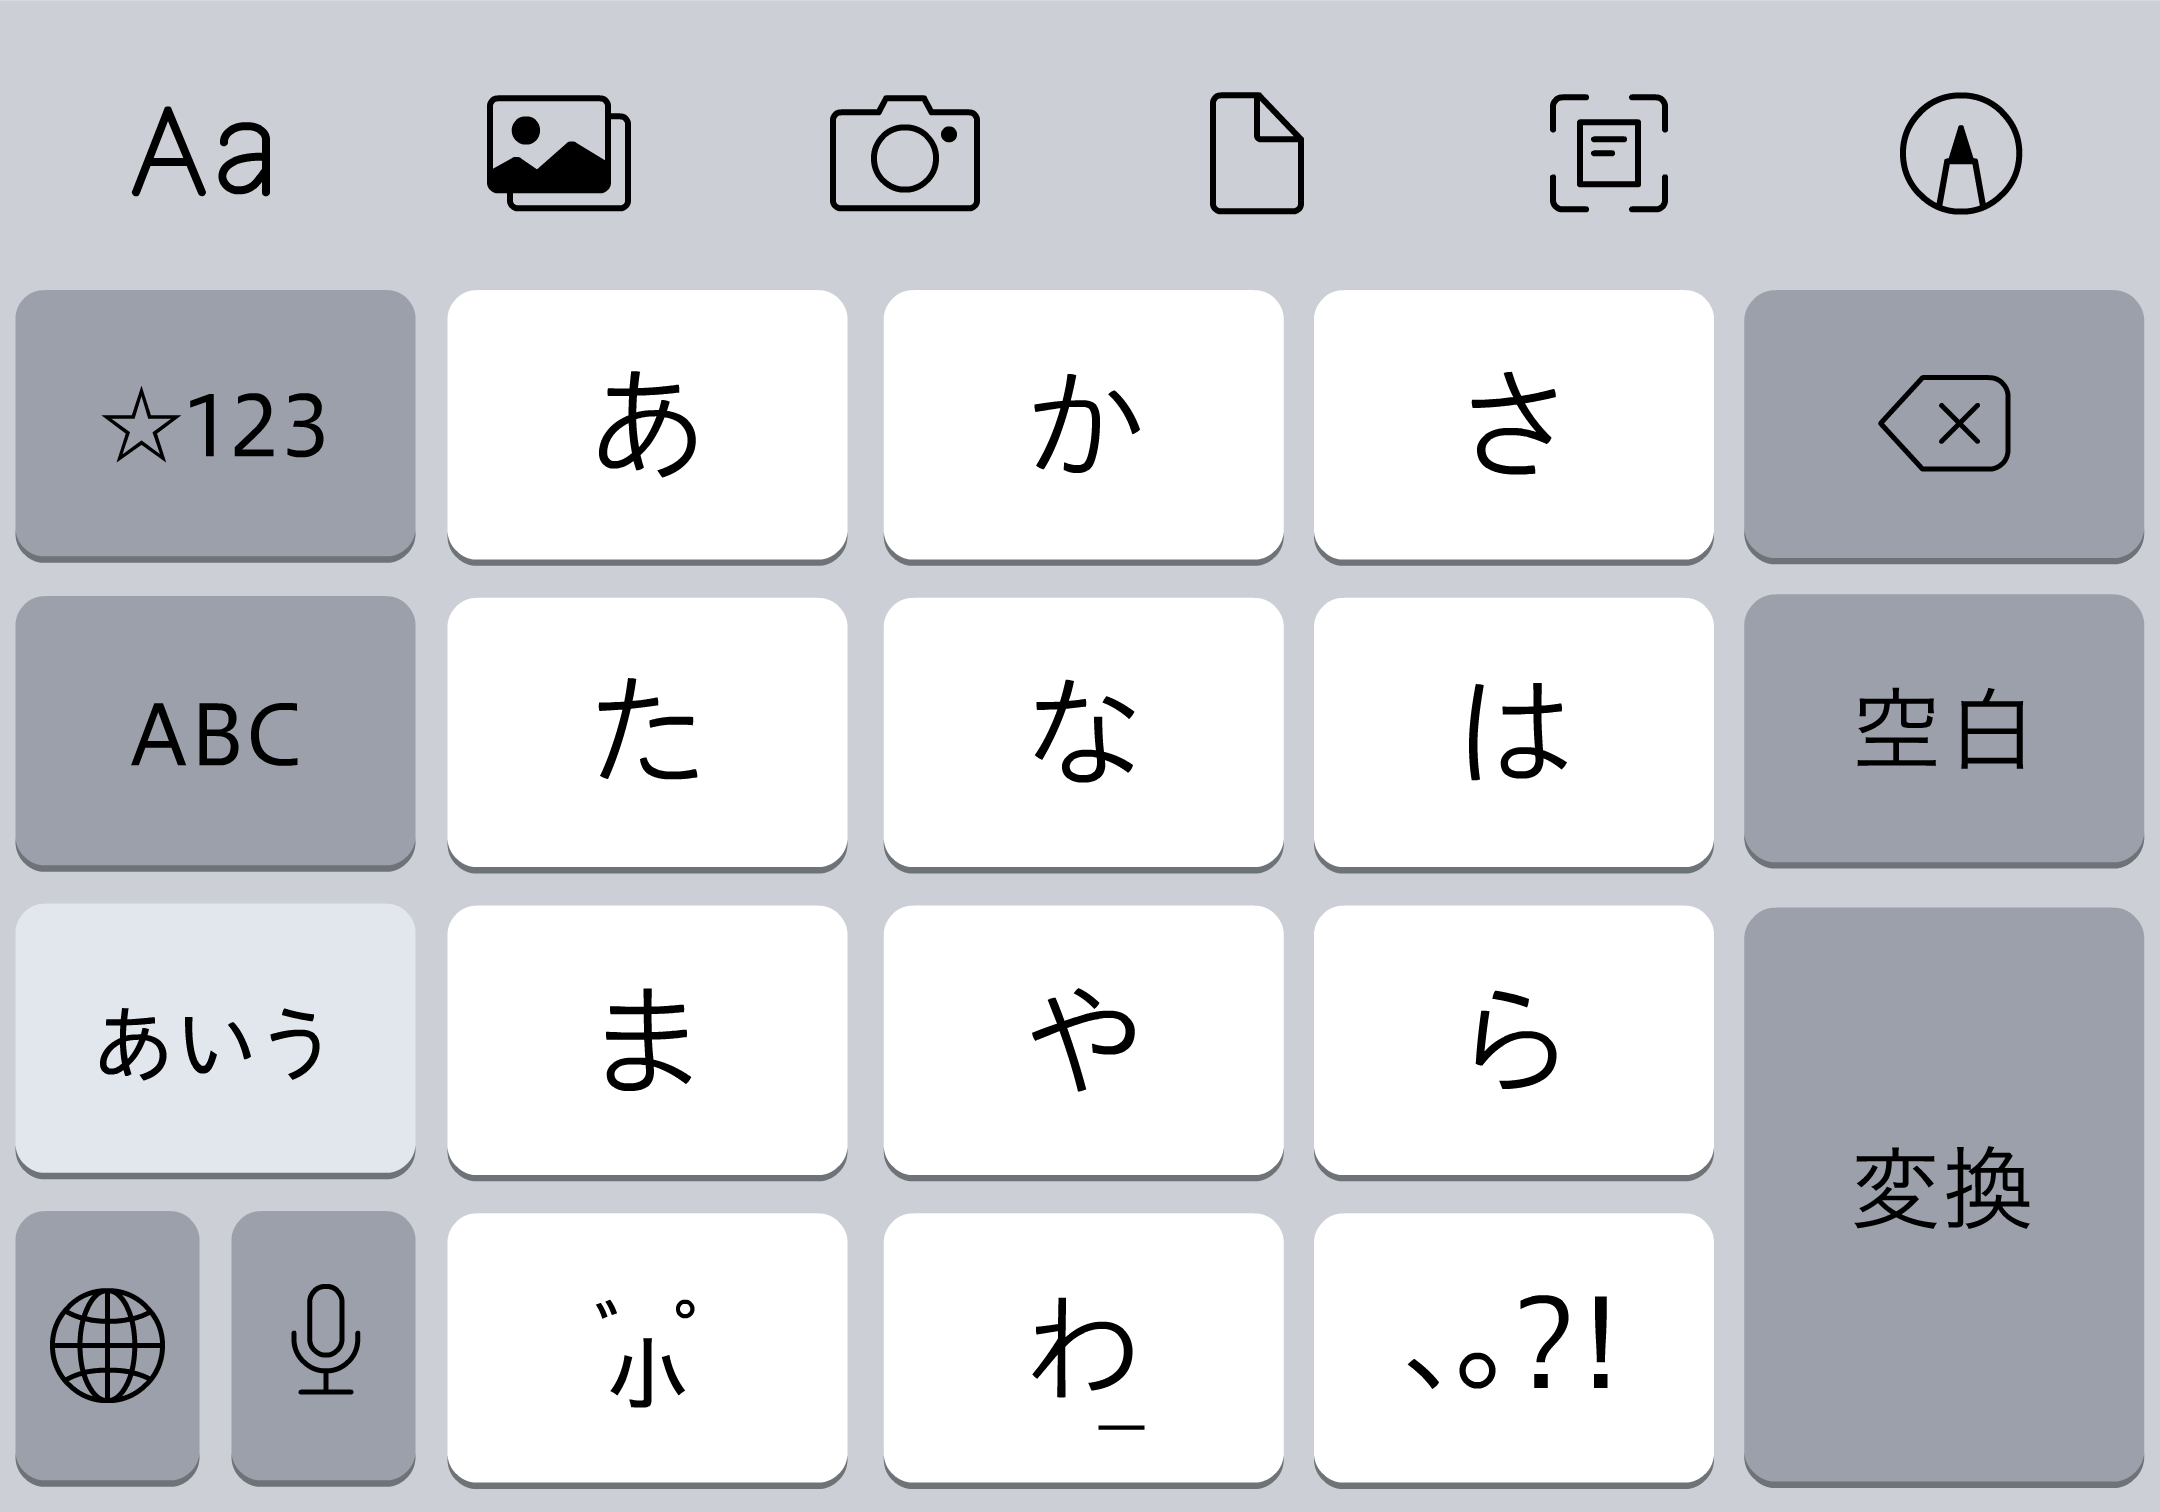 Aa
☆123 あ か さ
ABC た な は 空白
あいう ま や ら
変換
゛゜小 わー 、。?!